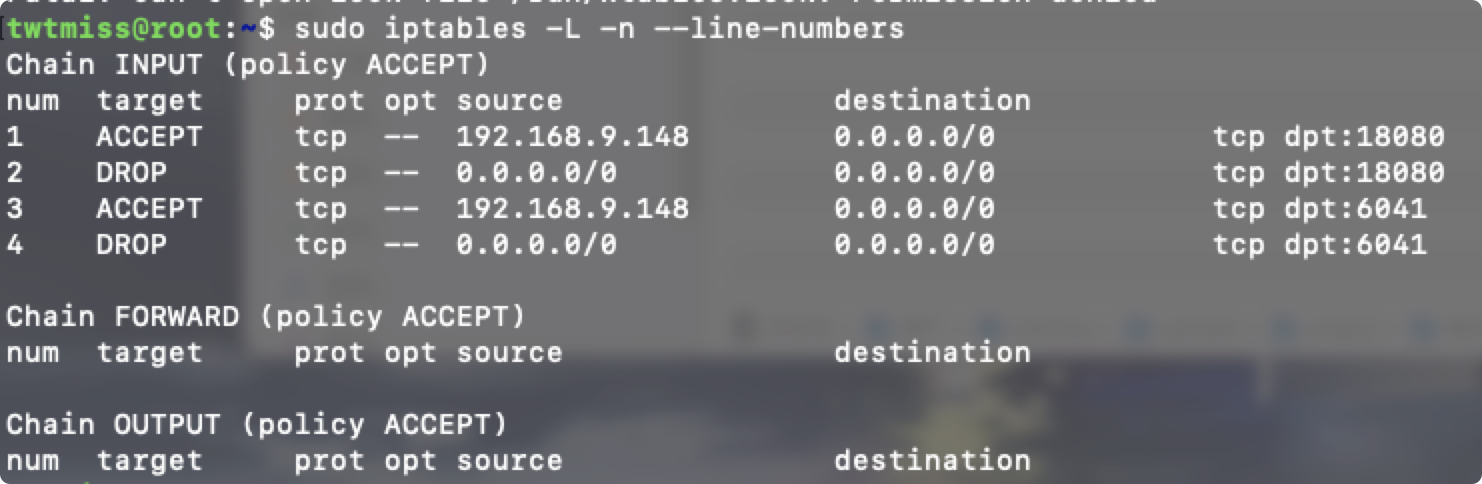 twtmiss@root:~$ sudo iptables -L -n --line-numbers
Chain INPUT (policy ACCEPT)
num  target     prot opt source               destination
1    ACCEPT     tcp  --  192.168.9.148        0.0.0.0/0            tcp dpt:18080
2    DROP       tcp  --  0.0.0.0/0            0.0.0.0/0            tcp dpt:18080
3    ACCEPT     tcp  --  192.168.9.148        0.0.0.0/0            tcp dpt:6041
4    DROP       tcp  --  0.0.0.0/0            0.0.0.0/0            tcp dpt:6041
Chain FORWARD (policy ACCEPT)
num  target     prot opt source               destination
Chain OUTPUT (policy ACCEPT)
num  target     prot opt source               destination